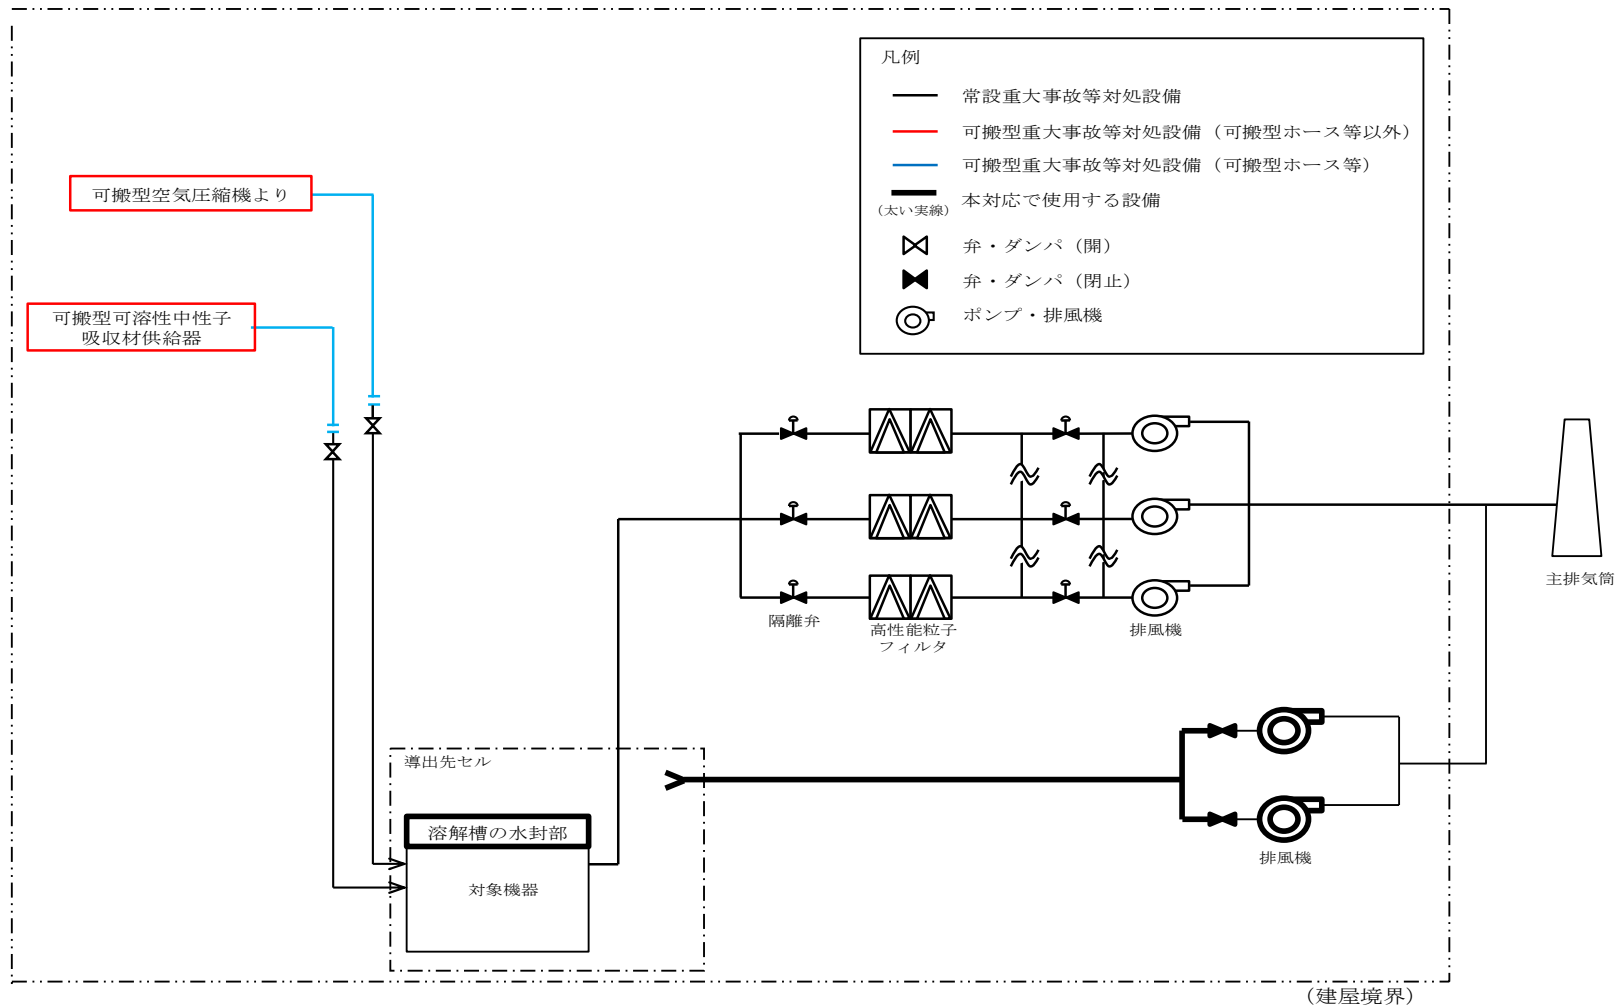 凡例
常設重大事故等対処設備
可搬型重大事故等対処設備（可搬型ホース等以外）
可搬型重大事故等対処設備（可搬型ホース等）
（太い実線）
本対応で使用する設備
弁・ダンパ（開）
弁・ダンパ（閉止）
ポンプ・排風機
可搬型空気圧縮機より
可搬型可溶性中性子
吸収材供給器
主排気筒
隔離弁
高性能粒子
フィルタ
排風機
導出先セル
溶解槽の水封部
対象機器
排風機
（建屋境界）